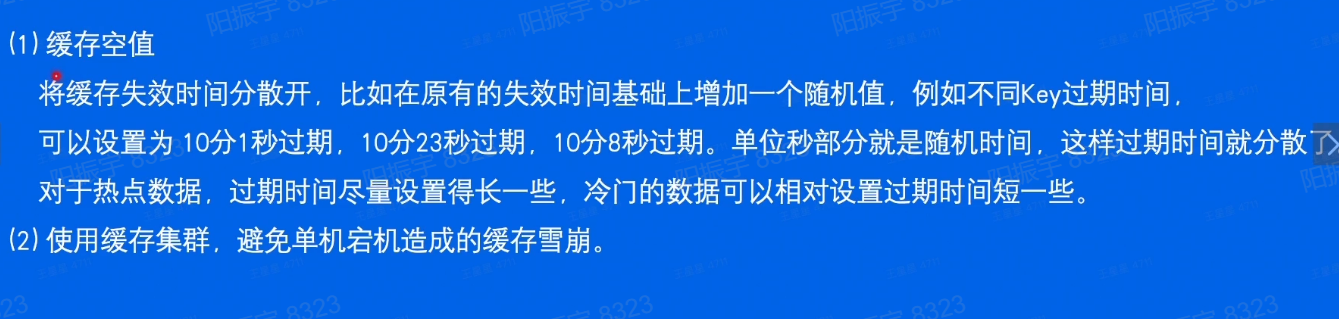 (1) 缓存空值
将缓存失效时间分散开，比如在原有的失效时间基础上增加一个随机值，例如不同Key过期时间，
可以设置为 10分1秒过期，10分23秒过期，10分8秒过期。单位秒部分就是随机时间，这样过期时间就分散了
对于热点数据，过期时间尽量设置得长一些，冷门的数据可以相对设置过期时间短一些。
(2) 使用缓存集群，避免单机宕机造成的缓存雪崩。
阳振宇 8323